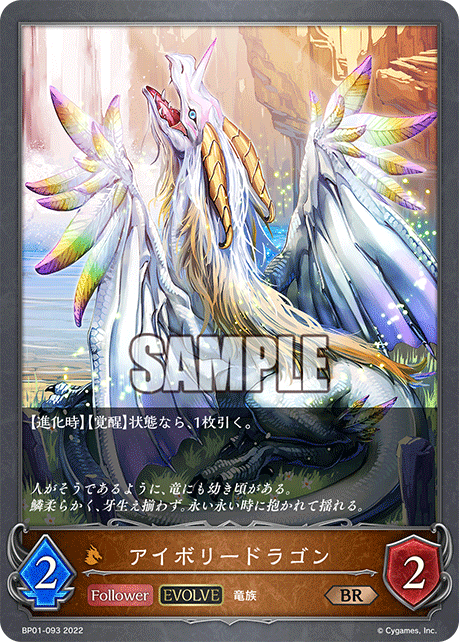 SAMPLE
【進化時】【覚醒】状態なら、1枚引く。
人がそうであるように、竜にも幼き頃がある。
鱗柔らかく、牙生え揃わず。永い永い時に抱かれて揺れる。
2
アイボリードラゴン
2
Follower EVOLVE 竜族 BR
BP01-093 2022 © Cygames, Inc.